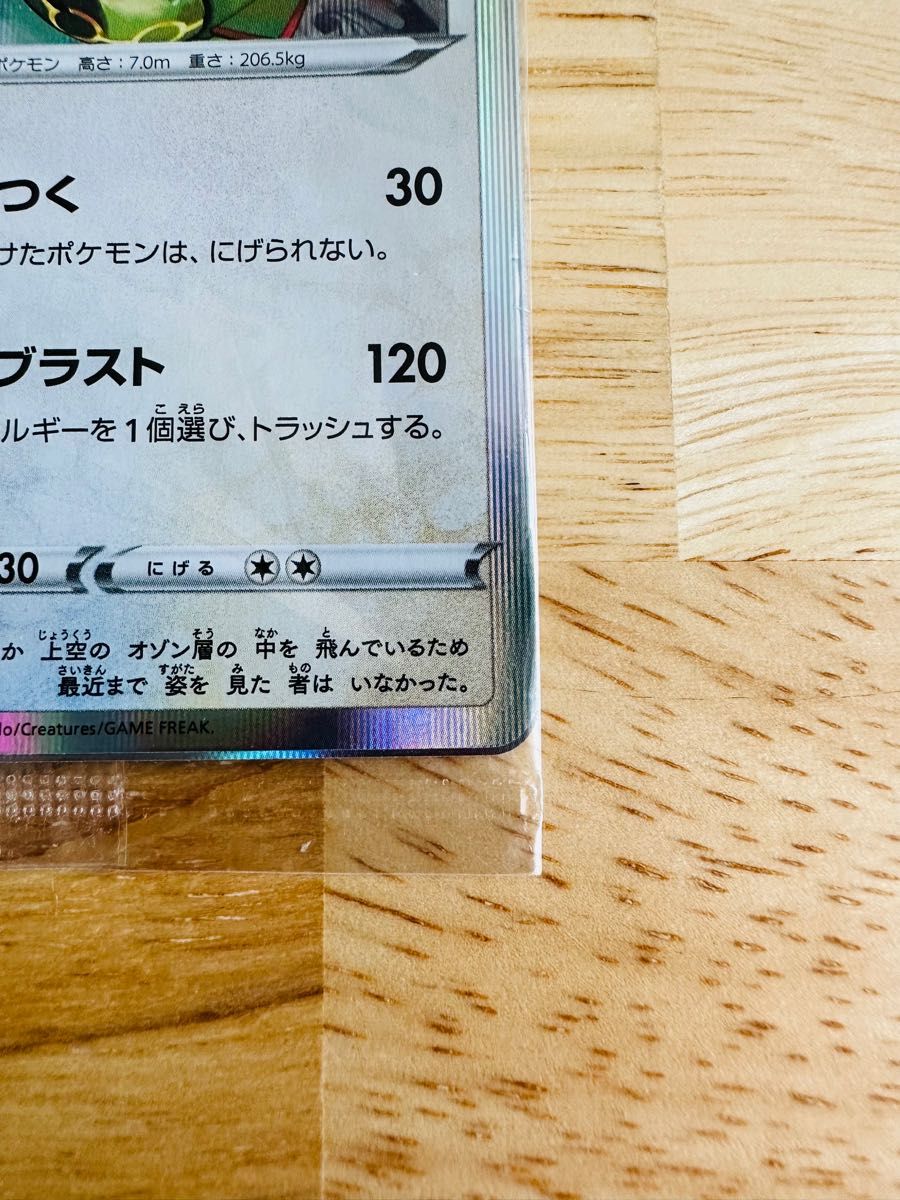 ポケモン 高さ：7.0m 重さ：206.5kg
つく 30
けたポケモンは、にげられない。
ブラスト 120
ルギーを1個選び、トラッシュする。
30 にげる
か 上空の オゾン層の 中を 飛んでいるため
最近まで 姿を 見た 者は いなかった。
do/Creatures/GAME FREAK.